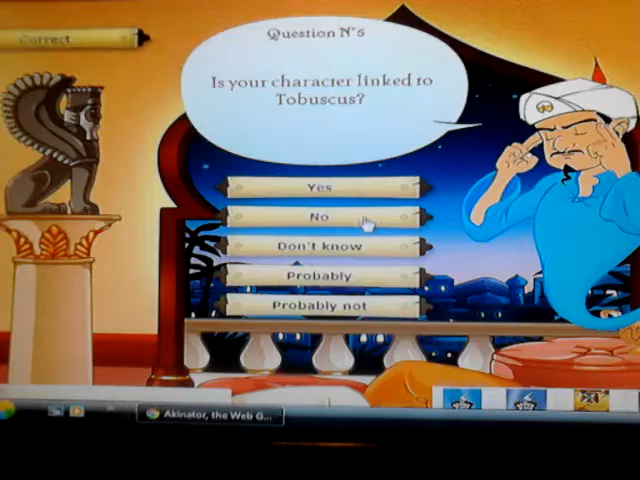 Correct
Question N°5
Is your character linked to
Tobuscus?
Yes
No
Don't know
Probably
Probably not
Akinator, the Web G...